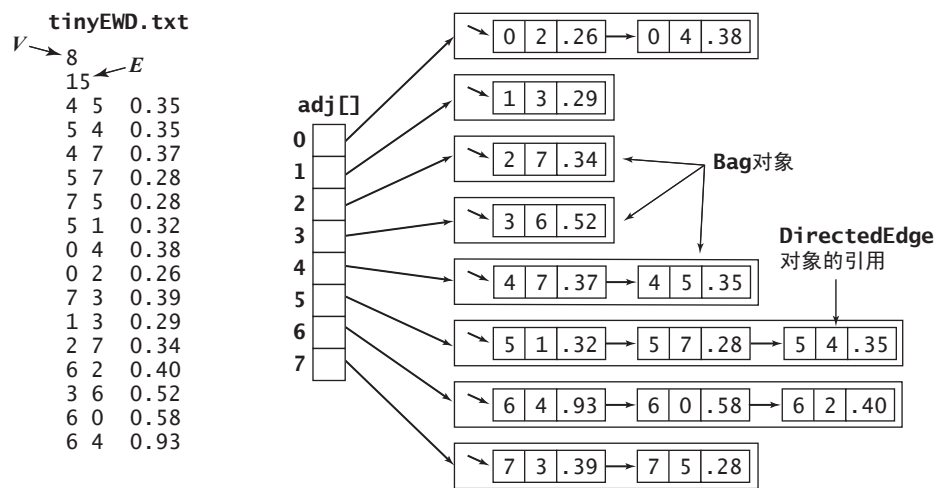 tinyEWD.txt
V
8
15
E
4 5 0.35
5 4 0.35
4 7 0.37
5 7 0.28
7 5 0.28
5 1 0.32
0 4 0.38
0 2 0.26
7 3 0.39
1 3 0.29
2 7 0.34
6 2 0.40
3 6 0.52
6 0 0.58
6 4 0.93
adj[]
0
1
2
3
4
5
6
7
0 2 .26 0 4 .38
1 3 .29
2 7 .34
3 6 .52
4 7 .37 4 5 .35
5 1 .32 5 7 .28 5 4 .35
6 4 .93 6 0 .58 6 2 .40
7 3 .39 7 5 .28
Bag对象
DirectedEdge
对象的引用